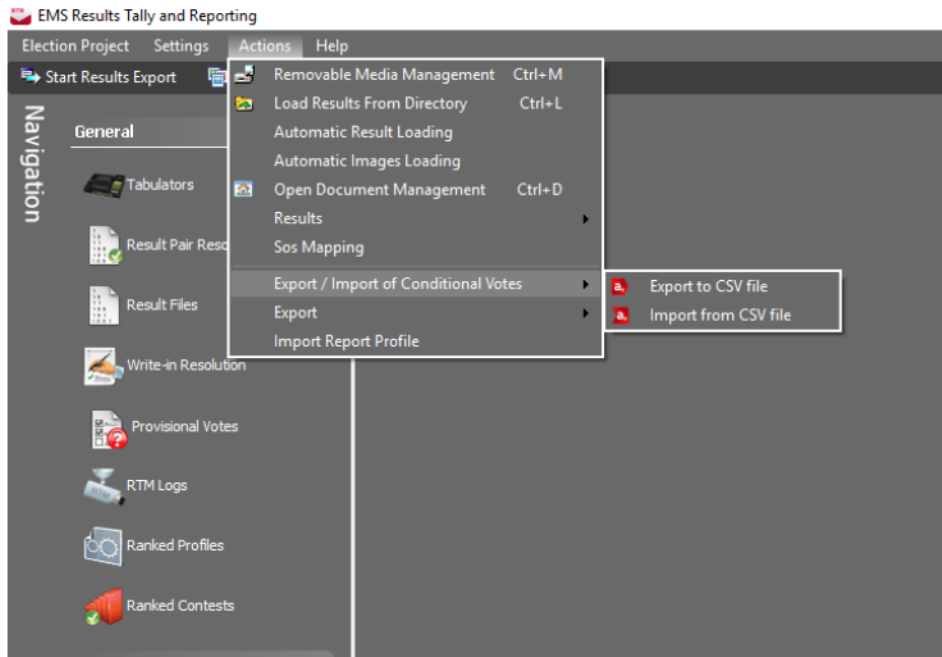 EMS Results Tally and Reporting
Election Project Settings Actions Help
Start Results Export
Removable Media Management Ctrl+M
Load Results From Directory Ctrl+L
Automatic Result Loading
Automatic Images Loading
Open Document Management Ctrl+D
Results
Sos Mapping
Export / Import of Conditional Votes
Export
Import Report Profile
Export to CSV file
Import from CSV file
Navigation
General
Tabulators
Result Pair Reso
Result Files
Write-in Resolution
Provisional Votes
RTM Logs
Ranked Profiles
Ranked Contests